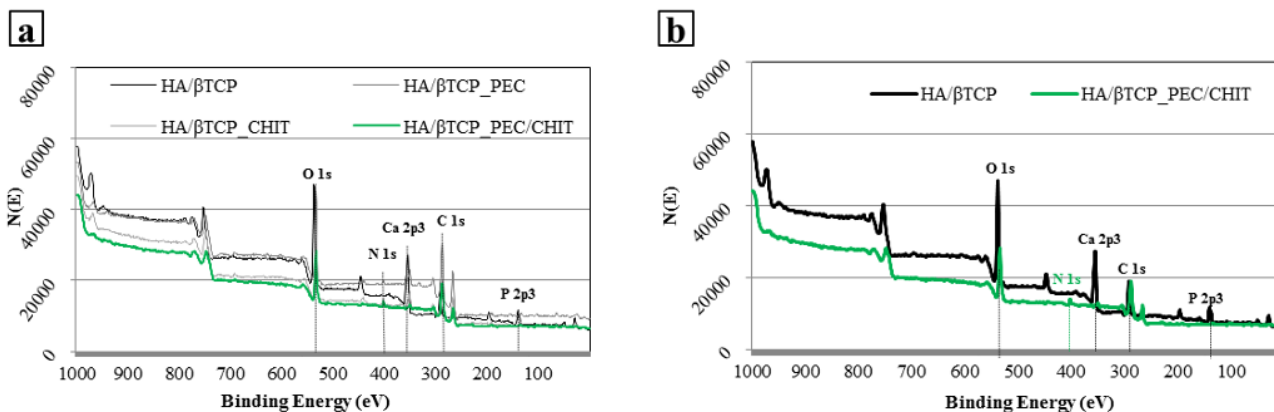 a
80000
60000
40000
20000
0
N(E)
HA/βTCP
HA/βTCP_PEC
HA/βTCP_CHIT
HA/βTCP_PEC/CHIT
O 1s
N 1s
Ca 2p3
C 1s
P 2p3
1000 900 800 700 600 500 400 300 200 100
Binding Energy (eV)
b
80000
60000
40000
20000
0
N(E)
HA/βTCP
HA/βTCP_PEC/CHIT
O 1s
N 1s
Ca 2p3
C 1s
P 2p3
1000 900 800 700 600 500 400 300 200 100
Binding Energy (eV)